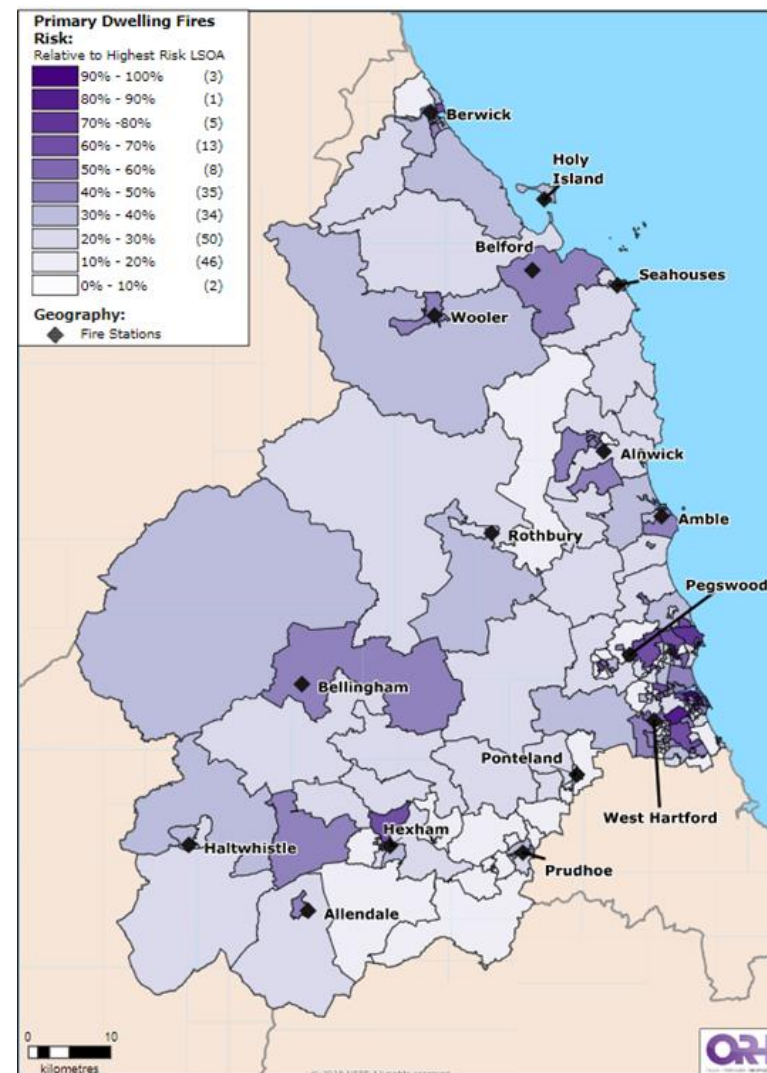 Primary Dwelling Fires
Risk:
Relative to Highest Risk LSOA
90% - 100% (3)
80% - 90% (1)
70% -80% (5)
60% - 70% (13)
50% - 60% (8)
40% - 50% (35)
30% - 40% (34)
20% - 30% (50)
10% - 20% (46)
0% - 10% (2)
Geography:
Fire Stations
Berwick
Holy
Island
Belford
Seahouses
Wooler
Alnwick
Amble
Rothbury
Pegswood
Bellingham
Ponteland
West Hartford
Hexham
Haltwhistle
Prudhoe
Allendale
0 10
kilometres